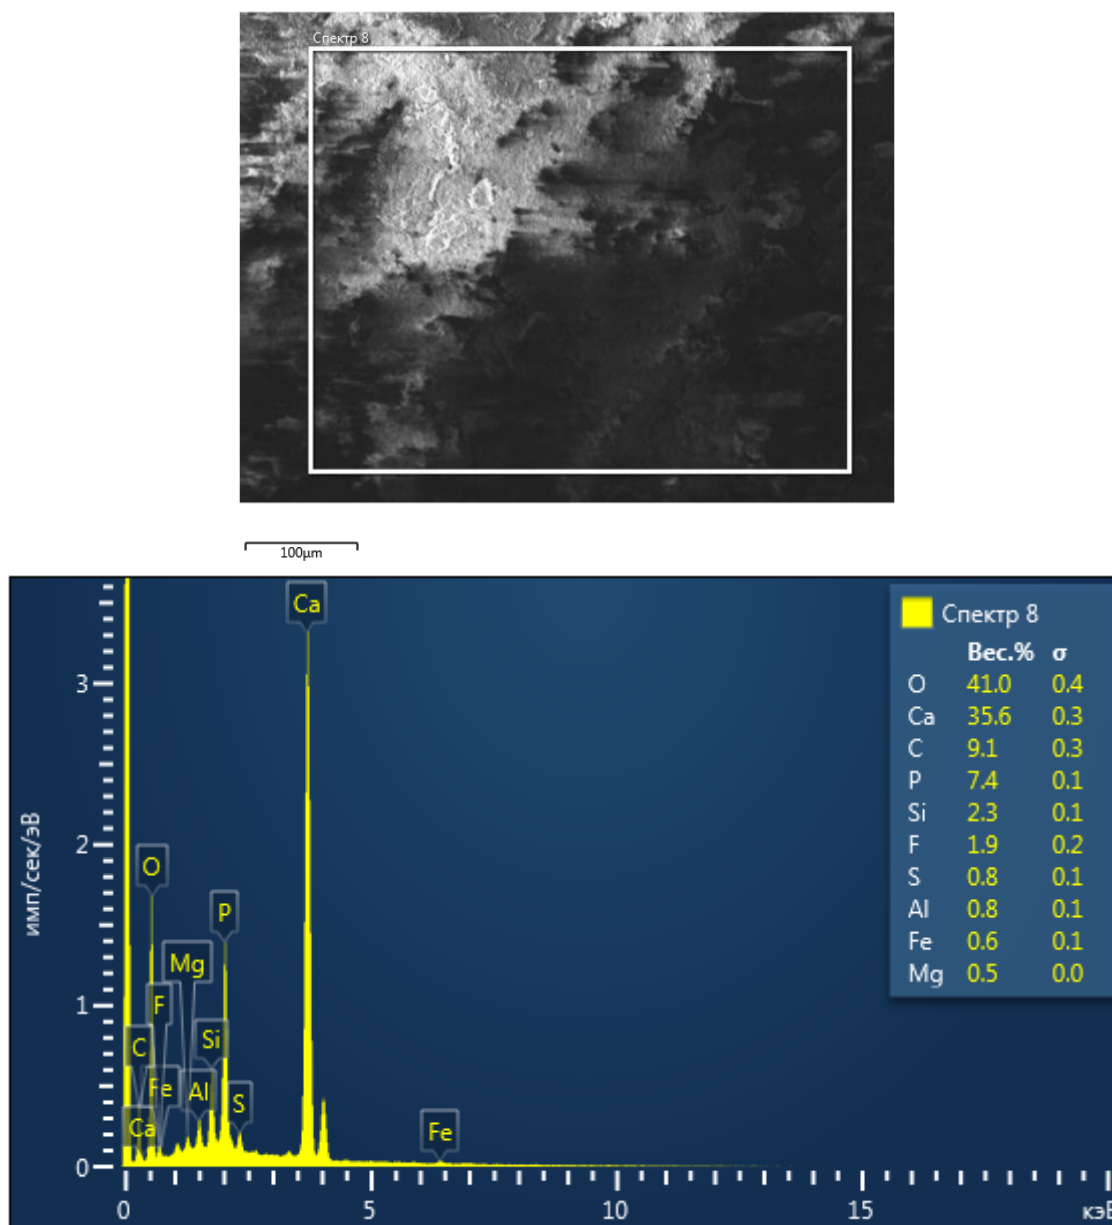 Спектр 8
100µm
Ca
3
2
1
0
имп/сек/эВ
O
P
Mg
F
Si
C
Fe
Al
S
Ca
Fe
0 5 10 15 кэВ
Спектр 8
Вес.% σ
O 41.0 0.4
Ca 35.6 0.3
C 9.1 0.3
P 7.4 0.1
Si 2.3 0.1
F 1.9 0.2
S 0.8 0.1
Al 0.8 0.1
Fe 0.6 0.1
Mg 0.5 0.0